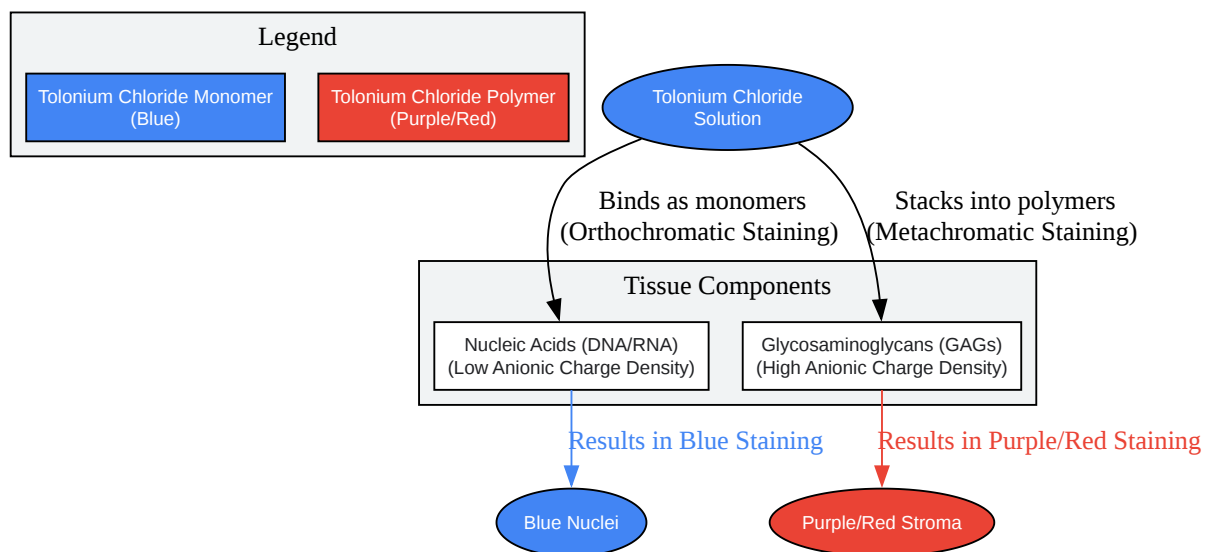 Legend
Tolonium Chloride Monomer
(Blue)
Tolonium Chloride Polymer
(Purple/Red)
Tolonium Chloride
Solution
Binds as monomers
(Orthochromatic Staining)
Stacks into polymers
(Metachromatic Staining)
Tissue Components
Nucleic Acids (DNA/RNA)
(Low Anionic Charge Density)
Glycosaminoglycans (GAGs)
(High Anionic Charge Density)
Results in Blue Staining
Results in Purple/Red Staining
Blue Nuclei
Purple/Red Stroma